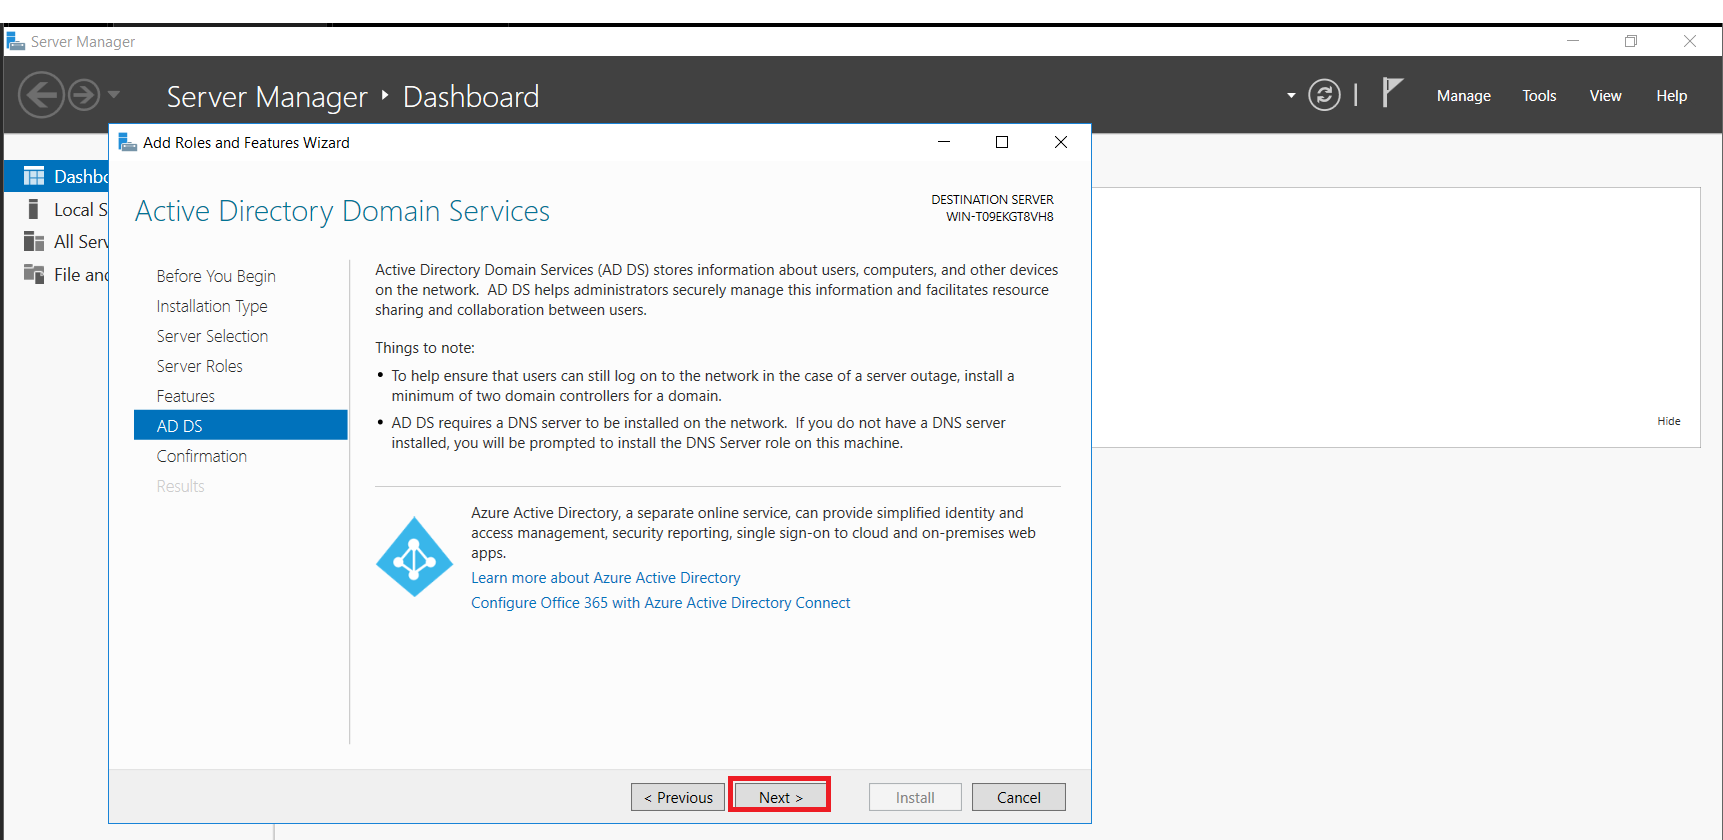 Server Manager
Server Manager ‣ Dashboard
Manage Tools View Help
Add Roles and Features Wizard
Dashbo
Local S
All Serv
File and
Active Directory Domain Services
DESTINATION SERVER
WIN-T09EKGT8VH8
Before You Begin
Installation Type
Server Selection
Server Roles
Features
AD DS
Confirmation
Results
Active Directory Domain Services (AD DS) stores information about users, computers, and other devices
on the network.  AD DS helps administrators securely manage this information and facilitates resource
sharing and collaboration between users.
Things to note:
• To help ensure that users can still log on to the network in the case of a server outage, install a
minimum of two domain controllers for a domain.
• AD DS requires a DNS server to be installed on the network.  If you do not have a DNS server
installed, you will be prompted to install the DNS Server role on this machine.
Azure Active Directory, a separate online service, can provide simplified identity and
access management, security reporting, single sign-on to cloud and on-premises web
apps.
Learn more about Azure Active Directory
Configure Office 365 with Azure Active Directory Connect
Hide
< Previous Next > Install Cancel